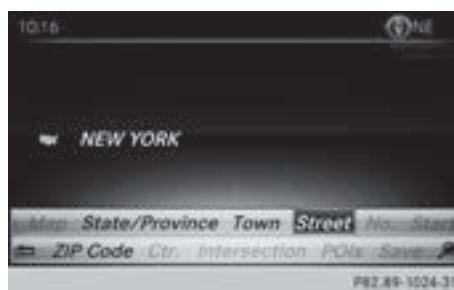 10:16 NE
NEW YORK
Map State/Province Town Street No. Start
ZIP Code Ctr. Intersection POIs Save
P82.89-1024-31